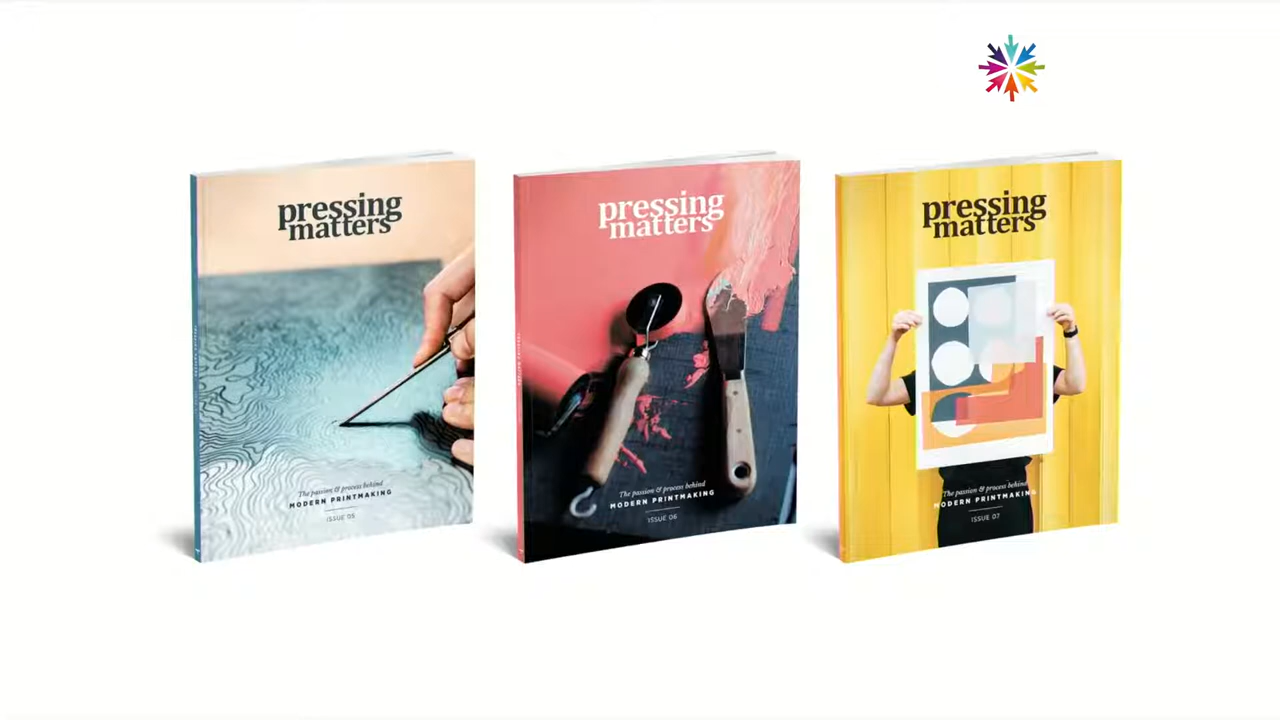 pressing
matters
The passion & process behind
MODERN PRINTMAKING
ISSUE 05
pressing
matters
The passion & process behind
MODERN PRINTMAKING
ISSUE 06
pressing
matters
The passion & process behind
MODERN PRINTMAKING
ISSUE 07